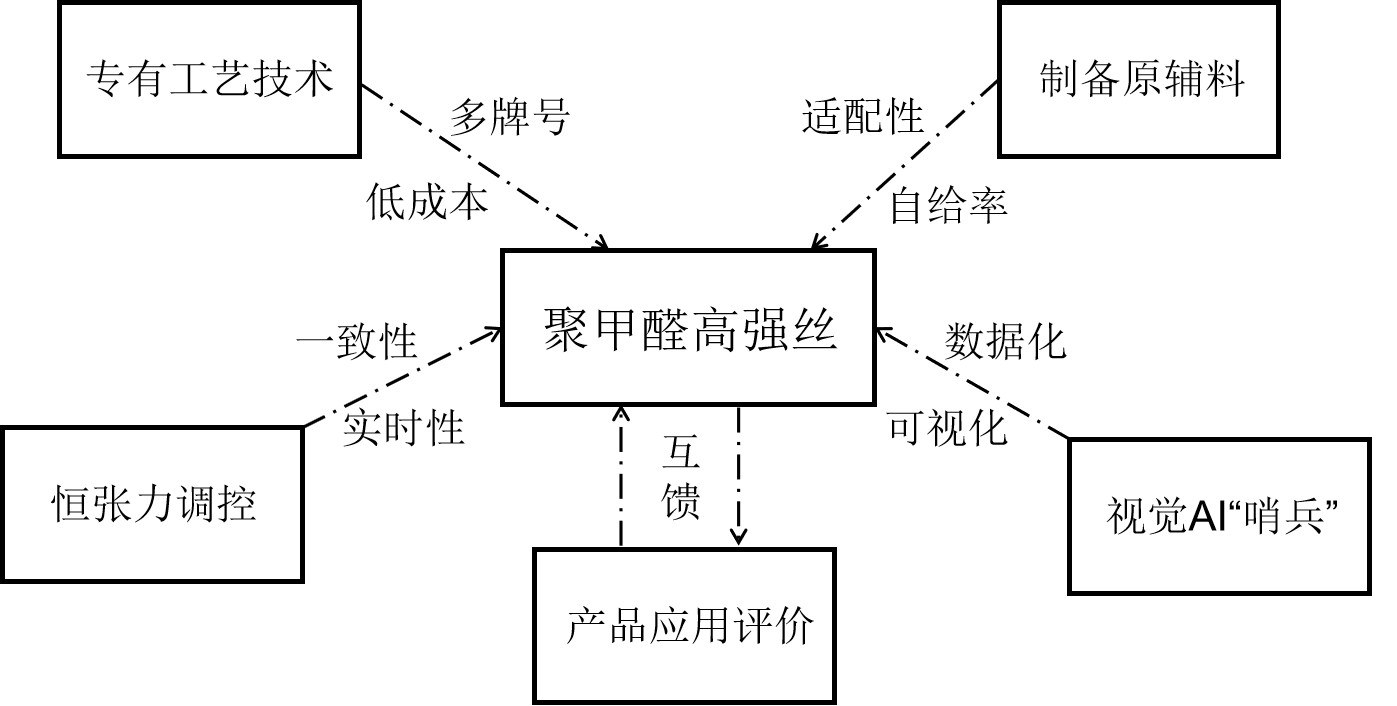 专有工艺技术
制备原辅料
多牌号
适配性
低成本
自给率
聚甲醛高强丝
一致性
数据化
实时性
可视化
互
馈
恒张力调控
视觉AI“哨兵”
产品应用评价